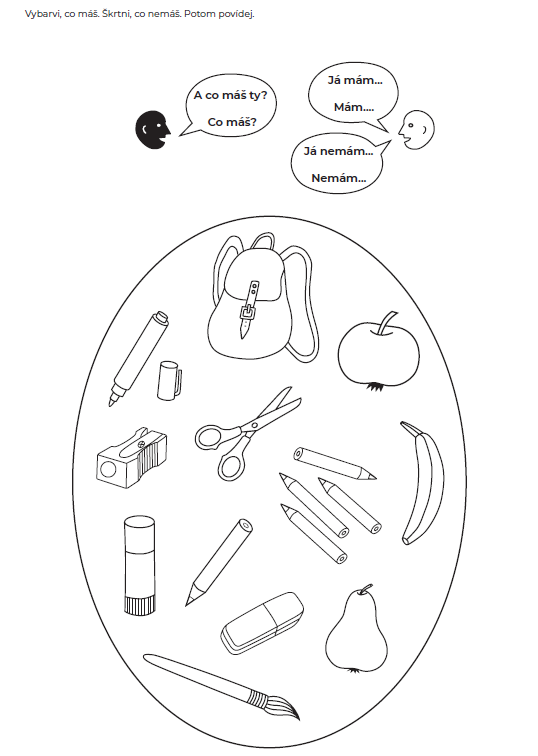 Vybarvi, co máš. Škrtni, co nemáš. Potom povídej.
A co máš ty?
Co máš?
Já mám...
Mám....
Já nemám...
Nemám...